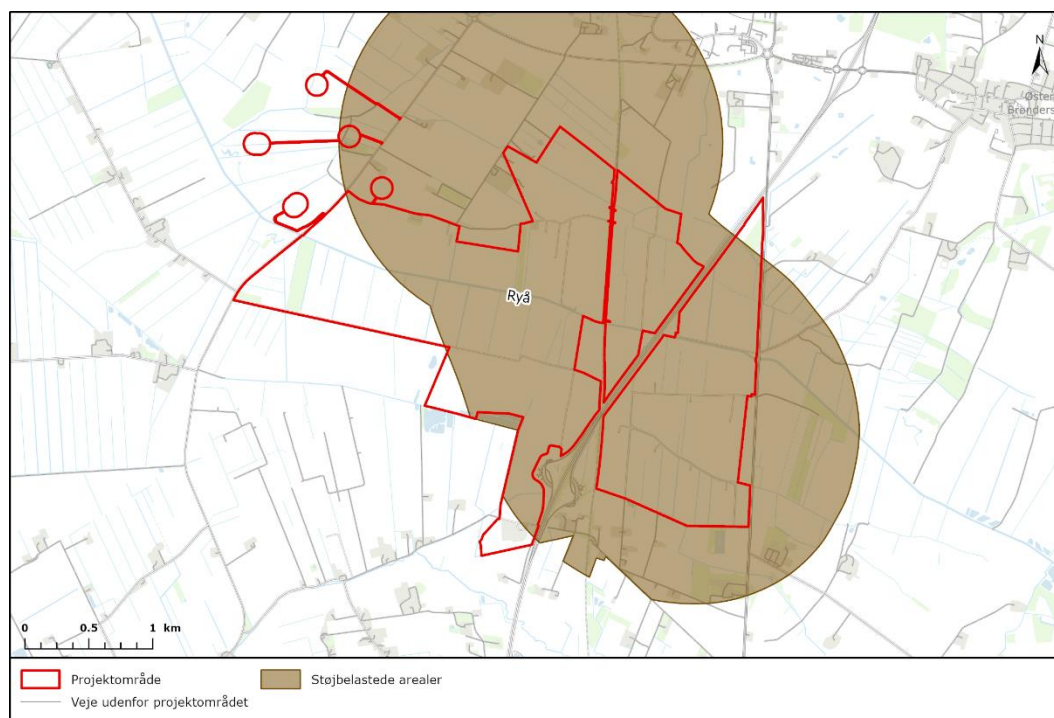 N
Øster
Brønders
Ryå
0 0.5 1 km
Projektområde
Støjbelastede arealer
Veje udenfor projektområdet